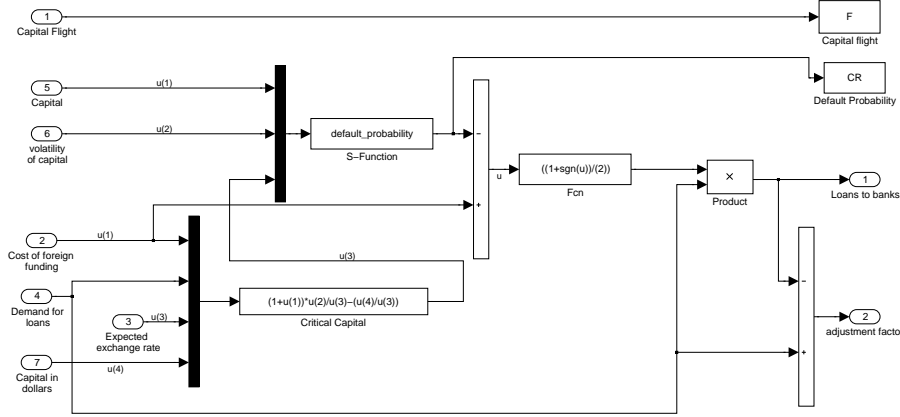 1
Capital Flight
F
Capital flight
5
Capital
u(1)
CR
Default Probability
6
volatility
of capital
u(2)
default_probability
S−Function
−
+
u
((1+sgn(u))/(2))
Fcn
×
Product
1
Loans to banks
2
Cost of foreign
funding
u(1)
u(3)
4
Demand for
loans
3
Expected
exchange rate
u(3)
(1+u(1))*u(2)/u(3)−(u(4)/u(3))
Critical Capital
7
Capital in
dollars
u(4)
−
+
2
adjustment facto